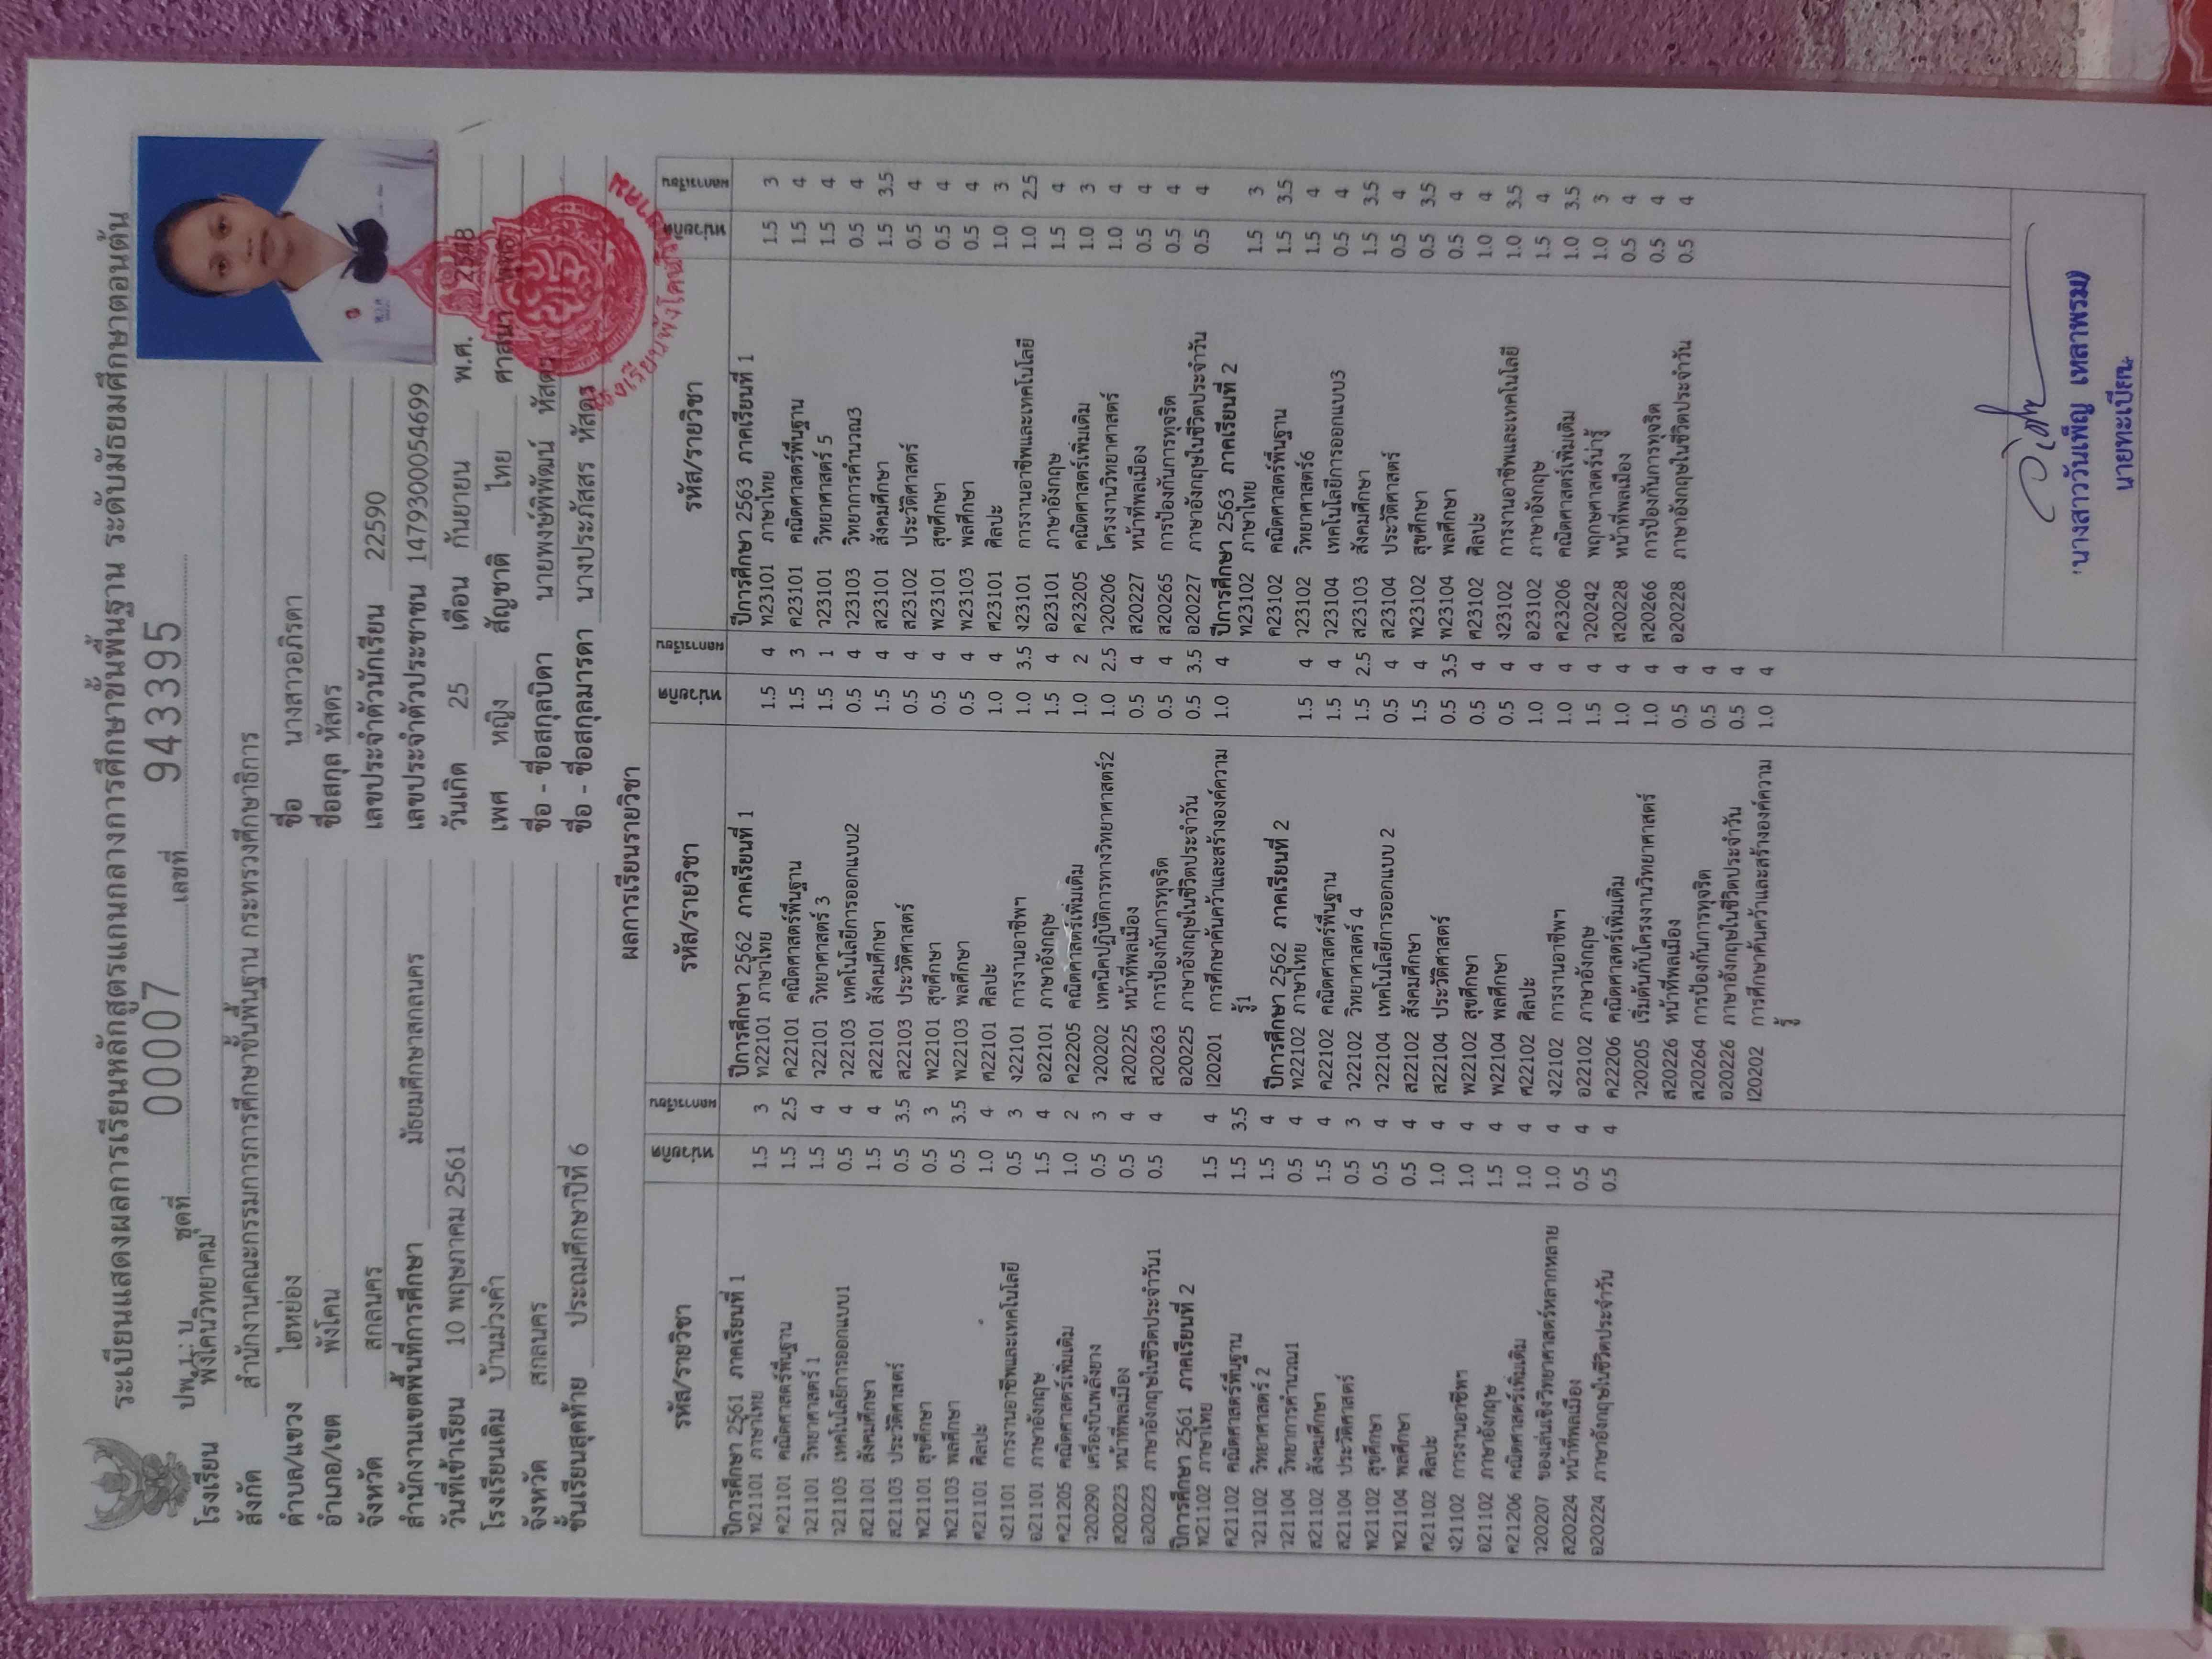 ระเบียนแสดงผลการเรียนหลักสูตรแกนกลางการศึกษาขั้นพื้นฐาน ระดับมัธยมศึกษาตอนต้น
ปพ.๑ : บ ชุดที่ 00007 เลขที่ 943395
โรงเรียน พังโคนวิทยาคม
สังกัด สำนักงานคณะกรรมการการศึกษาขั้นพื้นฐาน กระทรวงศึกษาธิการ
ตำบล/แขวง ไฮหย่อง
อำเภอ/เขต พังโคน
จังหวัด สกลนคร
สำนักงานเขตพื้นที่การศึกษา มัธยมศึกษาสกลนคร
วันที่เข้าเรียน 10 พฤษภาคม 2561
โรงเรียนเดิม บ้านม่วงคำ
จังหวัด สกลนคร
ชั้นเรียนสุดท้าย ประถมศึกษาปีที่ 6
ชื่อ นางสาวอภิรดา
ชื่อสกุล หัสดร
เลขประจำตัวนักเรียน 22590
เลขประจำตัวประชาชน 1479300054699
วันเกิด 25 เดือน กันยายน พ.ศ. 2548
เพศ หญิง สัญชาติ ไทย ศาสนา พุทธ
ชื่อ - ชื่อสกุลบิดา นายพงษ์พิพัฒน์ หัสดร
ชื่อ - ชื่อสกุลมารดา นางประภัสสร หัสดร
ผลการเรียนรายวิชา
รหัส/รายวิชา หน่วยกิต ผลการเรียน
ปีการศึกษา 2561 ภาคเรียนที่ 1
ท21101 ภาษาไทย 1.5 3
ค21101 คณิตศาสตร์พื้นฐาน 1.5 2.5
ว21101 วิทยาศาสตร์ 1 1.5 4
ว21103 เทคโนโลยีการออกแบบ1 0.5 4
ส21101 สังคมศึกษา 1.5 4
ส21103 ประวัติศาสตร์ 0.5 3.5
พ21101 สุขศึกษา 0.5 3
พ21103 พลศึกษา 0.5 3.5
ศ21101 ศิลปะ 1.0 4
ง21101 การงานอาชีพและเทคโนโลยี 0.5 3
อ21101 ภาษาอังกฤษ 1.5 4
ค21205 คณิตศาสตร์เพิ่มเติม 1.0 2
ว20290 เครื่องบินพลังยาง 0.5 3
ส20223 หน้าที่พลเมือง 0.5 4
อ20223 ภาษาอังกฤษในชีวิตประจำวัน1 0.5 4
ปีการศึกษา 2561 ภาคเรียนที่ 2
ท21102 ภาษาไทย 1.5 4
ค21102 คณิตศาสตร์พื้นฐาน 1.5 3.5
ว21102 วิทยาศาสตร์ 2 1.5 4
ว21104 วิทยาการคำนวณ1 0.5 4
ส21102 สังคมศึกษา 1.5 4
ส21104 ประวัติศาสตร์ 0.5 3
พ21102 สุขศึกษา 0.5 4
พ21104 พลศึกษา 0.5 4
ศ21102 ศิลปะ 1.0 4
ง21102 การงานอาชีพฯ 1.0 4
อ21102 ภาษาอังกฤษ 1.5 4
ค21206 คณิตศาสตร์เพิ่มเติม 1.0 4
ว20207 ของเล่นเชิงวิทยาศาสตร์หลากหลาย 1.0 4
ส20224 หน้าที่พลเมือง 0.5 4
อ20224 ภาษาอังกฤษในชีวิตประจำวัน 0.5 4
รหัส/รายวิชา หน่วยกิต ผลการเรียน
ปีการศึกษา 2562 ภาคเรียนที่ 1
ท22101 ภาษาไทย 1.5 4
ค22101 คณิตศาสตร์พื้นฐาน 1.5 3
ว22101 วิทยาศาสตร์ 3 1.5 1
ว22103 เทคโนโลยีการออกแบบ2 0.5 4
ส22101 สังคมศึกษา 1.5 4
ส22103 ประวัติศาสตร์ 0.5 4
พ22101 สุขศึกษา 0.5 4
พ22103 พลศึกษา 0.5 4
ศ22101 ศิลปะ 1.0 4
ง22101 การงานอาชีพฯ 1.0 3.5
อ22101 ภาษาอังกฤษ 1.5 4
ค22205 คณิตศาสตร์เพิ่มเติม 1.0 2
ว20202 เทคนิคปฏิบัติการทางวิทยาศาสตร์2 1.0 2.5
ส20225 หน้าที่พลเมือง 0.5 4
ส20263 การป้องกันการทุจริต 0.5 4
อ20225 ภาษาอังกฤษในชีวิตประจำวัน 0.5 3.5
I20201 การศึกษาค้นคว้าและสร้างองค์ความ 1.0 4
รู้1
ปีการศึกษา 2562 ภาคเรียนที่ 2
ท22102 ภาษาไทย 1.5 4
ค22102 คณิตศาสตร์พื้นฐาน 1.5 4
ว22102 วิทยาศาสตร์ 4 1.5 2.5
ว22104 เทคโนโลยีการออกแบบ 2 0.5 4
ส22102 สังคมศึกษา 1.5 4
ส22104 ประวัติศาสตร์ 0.5 3.5
พ22102 สุขศึกษา 0.5 4
พ22104 พลศึกษา 0.5 4
ศ22102 ศิลปะ 1.0 4
ง22102 การงานอาชีพฯ 1.0 4
อ22102 ภาษาอังกฤษ 1.5 4
ค22206 คณิตศาสตร์เพิ่มเติม 1.0 4
ว20205 เริ่มต้นกับโครงงานวิทยาศาสตร์ 1.0 4
ส20226 หน้าที่พลเมือง 0.5 4
ส20264 การป้องกันการทุจริต 0.5 4
อ20226 ภาษาอังกฤษในชีวิตประจำวัน 0.5 4
I20202 การศึกษาค้นคว้าและสร้างองค์ความ 1.0 4
รู้
รหัส/รายวิชา หน่วยกิต ผลการเรียน
ปีการศึกษา 2563 ภาคเรียนที่ 1
ท23101 ภาษาไทย 1.5 3
ค23101 คณิตศาสตร์พื้นฐาน 1.5 4
ว23101 วิทยาศาสตร์ 5 1.5 4
ว23103 วิทยาการคำนวณ3 0.5 4
ส23101 สังคมศึกษา 1.5 3.5
ส23102 ประวัติศาสตร์ 0.5 4
พ23101 สุขศึกษา 0.5 4
พ23103 พลศึกษา 0.5 4
ศ23101 ศิลปะ 1.0 3
ง23101 การงานอาชีพและเทคโนโลยี 1.0 2.5
อ23101 ภาษาอังกฤษ 1.5 4
ค23205 คณิตศาสตร์เพิ่มเติม 1.0 3
ว20206 โครงงานวิทยาศาสตร์ 1.0 4
ส20227 หน้าที่พลเมือง 0.5 4
ส20265 การป้องกันการทุจริต 0.5 4
อ20227 ภาษาอังกฤษในชีวิตประจำวัน 0.5 4
ปีการศึกษา 2563 ภาคเรียนที่ 2
ท23102 ภาษาไทย 1.5 3
ค23102 คณิตศาสตร์พื้นฐาน 1.5 3.5
ว23102 วิทยาศาสตร์6 1.5 4
ว23104 เทคโนโลยีการออกแบบ3 0.5 4
ส23103 สังคมศึกษา 1.5 3.5
ส23104 ประวัติศาสตร์ 0.5 4
พ23102 สุขศึกษา 0.5 3.5
พ23104 พลศึกษา 0.5 4
ศ23102 ศิลปะ 1.0 4
ง23102 การงานอาชีพและเทคโนโลยี 1.0 3.5
อ23102 ภาษาอังกฤษ 1.5 4
ค23206 คณิตศาสตร์เพิ่มเติม 1.0 3.5
ว20242 พฤกษศาสตร์น่ารู้ 1.0 3
ส20228 หน้าที่พลเมือง 0.5 4
ส20266 การป้องกันการทุจริต 0.5 4
อ20228 ภาษาอังกฤษในชีวิตประจำวัน 0.5 4
โรงเรียนพังโคนวิทยาคม
(นางสาววันเพ็ญ เหลาพรม)
นายทะเบียน